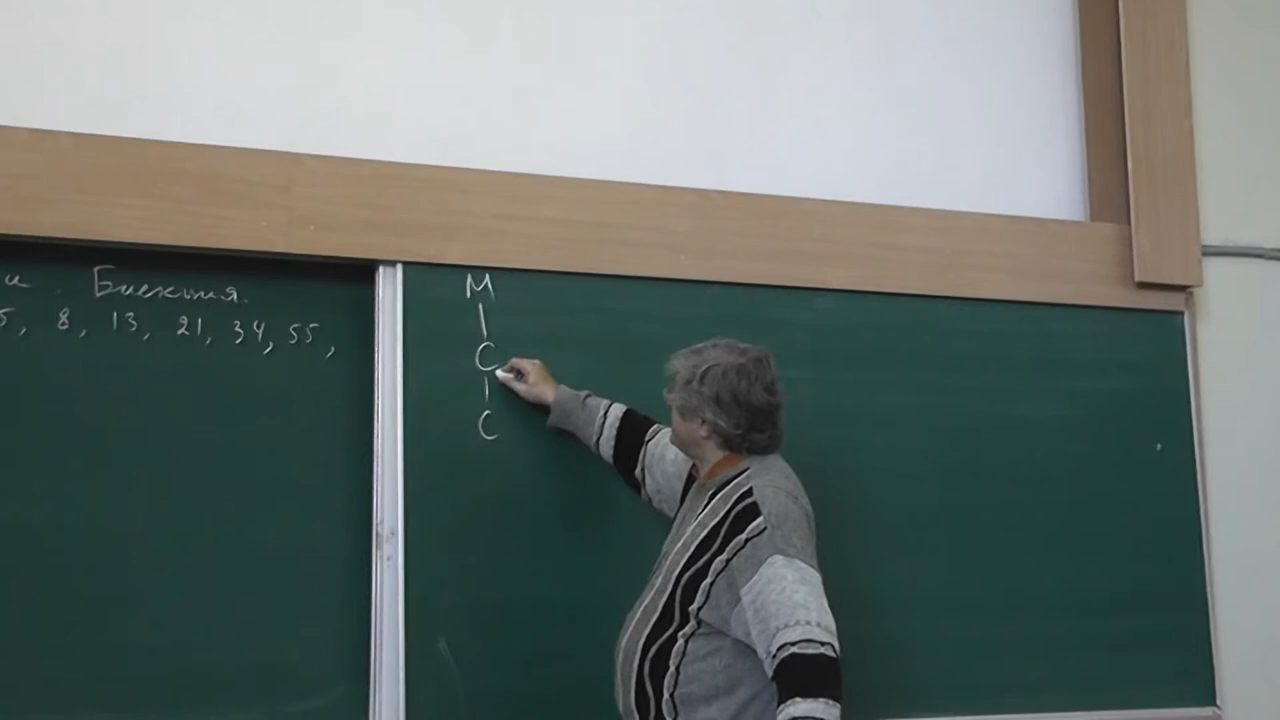 и. Биекция.
5, 8, 13, 21, 34, 55,
М
С
С